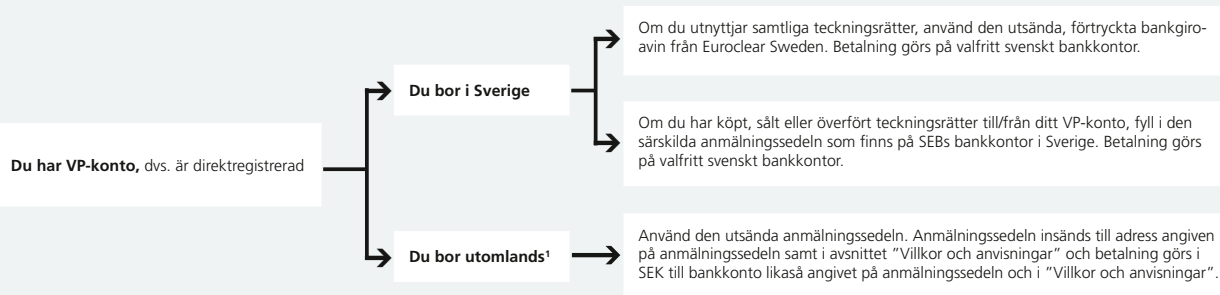 Om du utnyttjar samtliga teckningsrätter, använd den utsända, förtryckta bankgiro-
avin från Euroclear Sweden. Betalning görs på valfritt svenskt bankkontor.
Du bor i Sverige
Om du har köpt, sålt eller överfört teckningsrätter till/från ditt VP-konto, fyll i den
särskilda anmälningssedeln som finns på SEBs bankkontor i Sverige. Betalning görs
på valfritt svenskt bankkontor.
Du har VP-konto, dvs. är direktregistrerad
Du bor utomlands¹
Använd den utsända anmälningssedeln. Anmälningssedeln insänds till adress angiven
på anmälningssedeln samt i avsnittet ”Villkor och anvisningar” och betalning görs i
SEK till bankkonto likaså angivet på anmälningssedeln och i ”Villkor och anvisningar”.